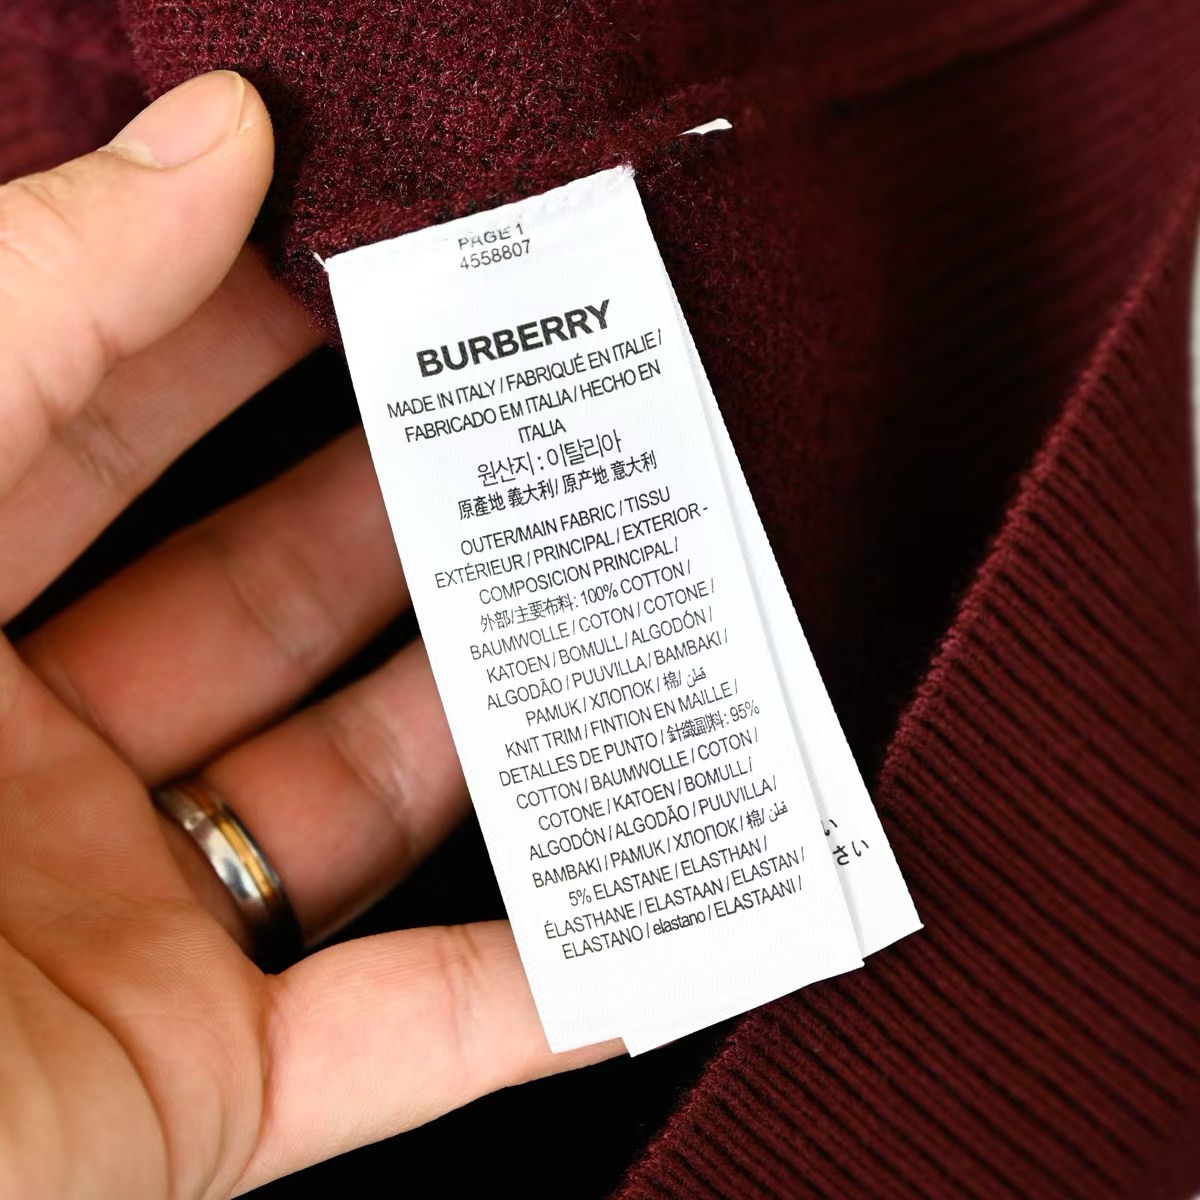 PAGE 1
4558807
BURBERRY
MADE IN ITALY / FABRIQUÉ EN ITALIE /
FABRICADO EM ITALIA / HECHO EN
ITALIA
원산지 : 이탈리아
原產地 義大利/ 原产地 意大利
OUTER/MAIN FABRIC / TISSU
EXTÉRIEUR / PRINCIPAL / EXTERIOR -
COMPOSICION PRINCIPAL /
外部/主要布料: 100% COTTON /
BAUMWOLLE / COTON / COTONE /
KATOEN / BOMULL / ALGODÓN /
ALGODÃO / PUUVILLA / BAMBAKI /
PAMUK / ХЛОПОК / 棉/ قطن
KNIT TRIM / FINTION EN MAILLE /
DETALLES DE PUNTO / 針織副料: 95%
COTTON / BAUMWOLLE / COTON /
COTONE / KATOEN / BOMULL /
ALGODÓN / ALGODÃO / PUUVILLA /
BAMBAKI / PAMUK / ХЛОПОК / 棉/ قطن
5% ELASTANE / ELASTHAN /
ÉLASTHANE / ELASTAAN / ELASTAN /
ELASTANO / elastano / ELASTAANI /
い
さい